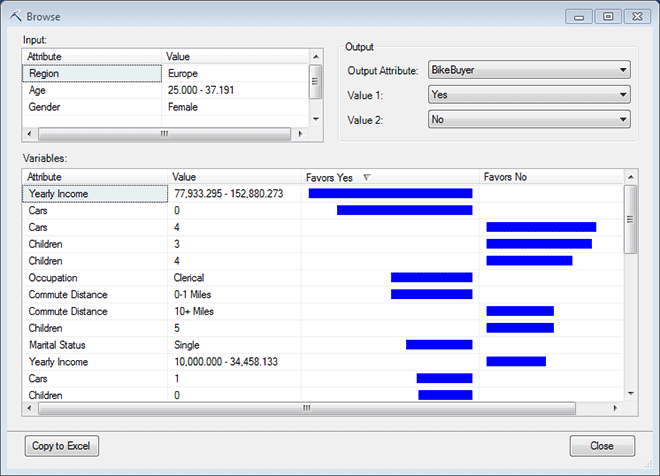 Browse
Input:
Attribute Value
Region Europe
Age 25.000 - 37.191
Gender Female
Output
Output Attribute: BikeBuyer
Value 1: Yes
Value 2: No
Variables:
Attribute Value Favors Yes Favors No
Yearly Income 77,933.295 - 152,880.273
Cars 0
Cars 4
Children 3
Children 4
Occupation Clerical
Commute Distance 0-1 Miles
Commute Distance 10+ Miles
Children 5
Marital Status Single
Yearly Income 10,000.000 - 34,458.133
Cars 1
Children 0
Copy to Excel Close